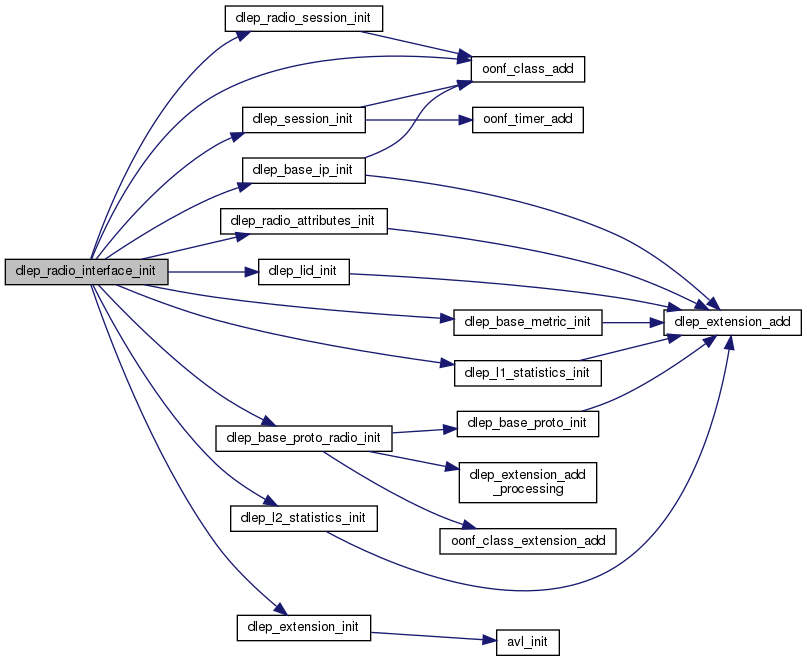 dlep_radio_session_init
oonf_class_add
dlep_session_init
oonf_timer_add
dlep_base_ip_init
dlep_radio_attributes_init
dlep_radio_interface_init
dlep_lid_init
dlep_base_metric_init
dlep_extension_add
dlep_l1_statistics_init
dlep_base_proto_init
dlep_base_proto_radio_init
dlep_extension_add
_processing
dlep_l2_statistics_init
oonf_class_extension_add
dlep_extension_init
avl_init